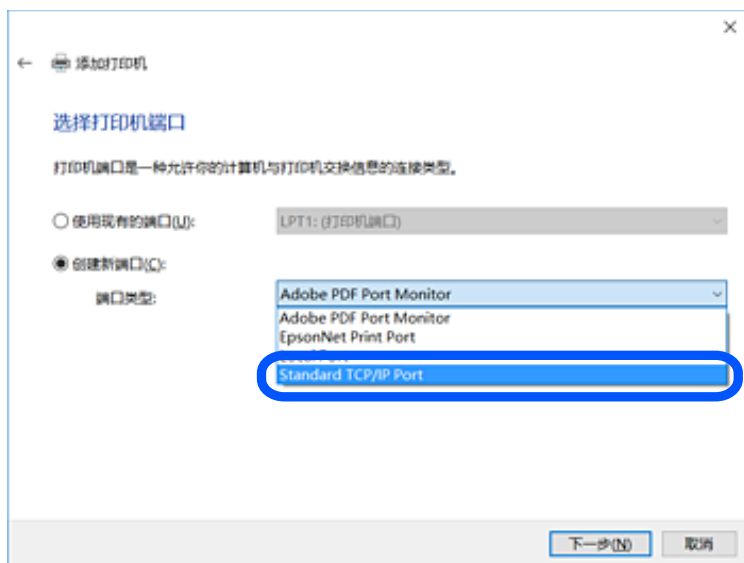 添加打印机
选择打印机端口
打印机端口是一种允许你的计算机与打印机交换信息的连接类型。
使用现有的端口(U): LPT1: (打印机端口)
创建新端口(C):
端口类型: Adobe PDF Port Monitor
Adobe PDF Port Monitor
EpsonNet Print Port
Standard TCP/IP Port
下一步(N) 取消